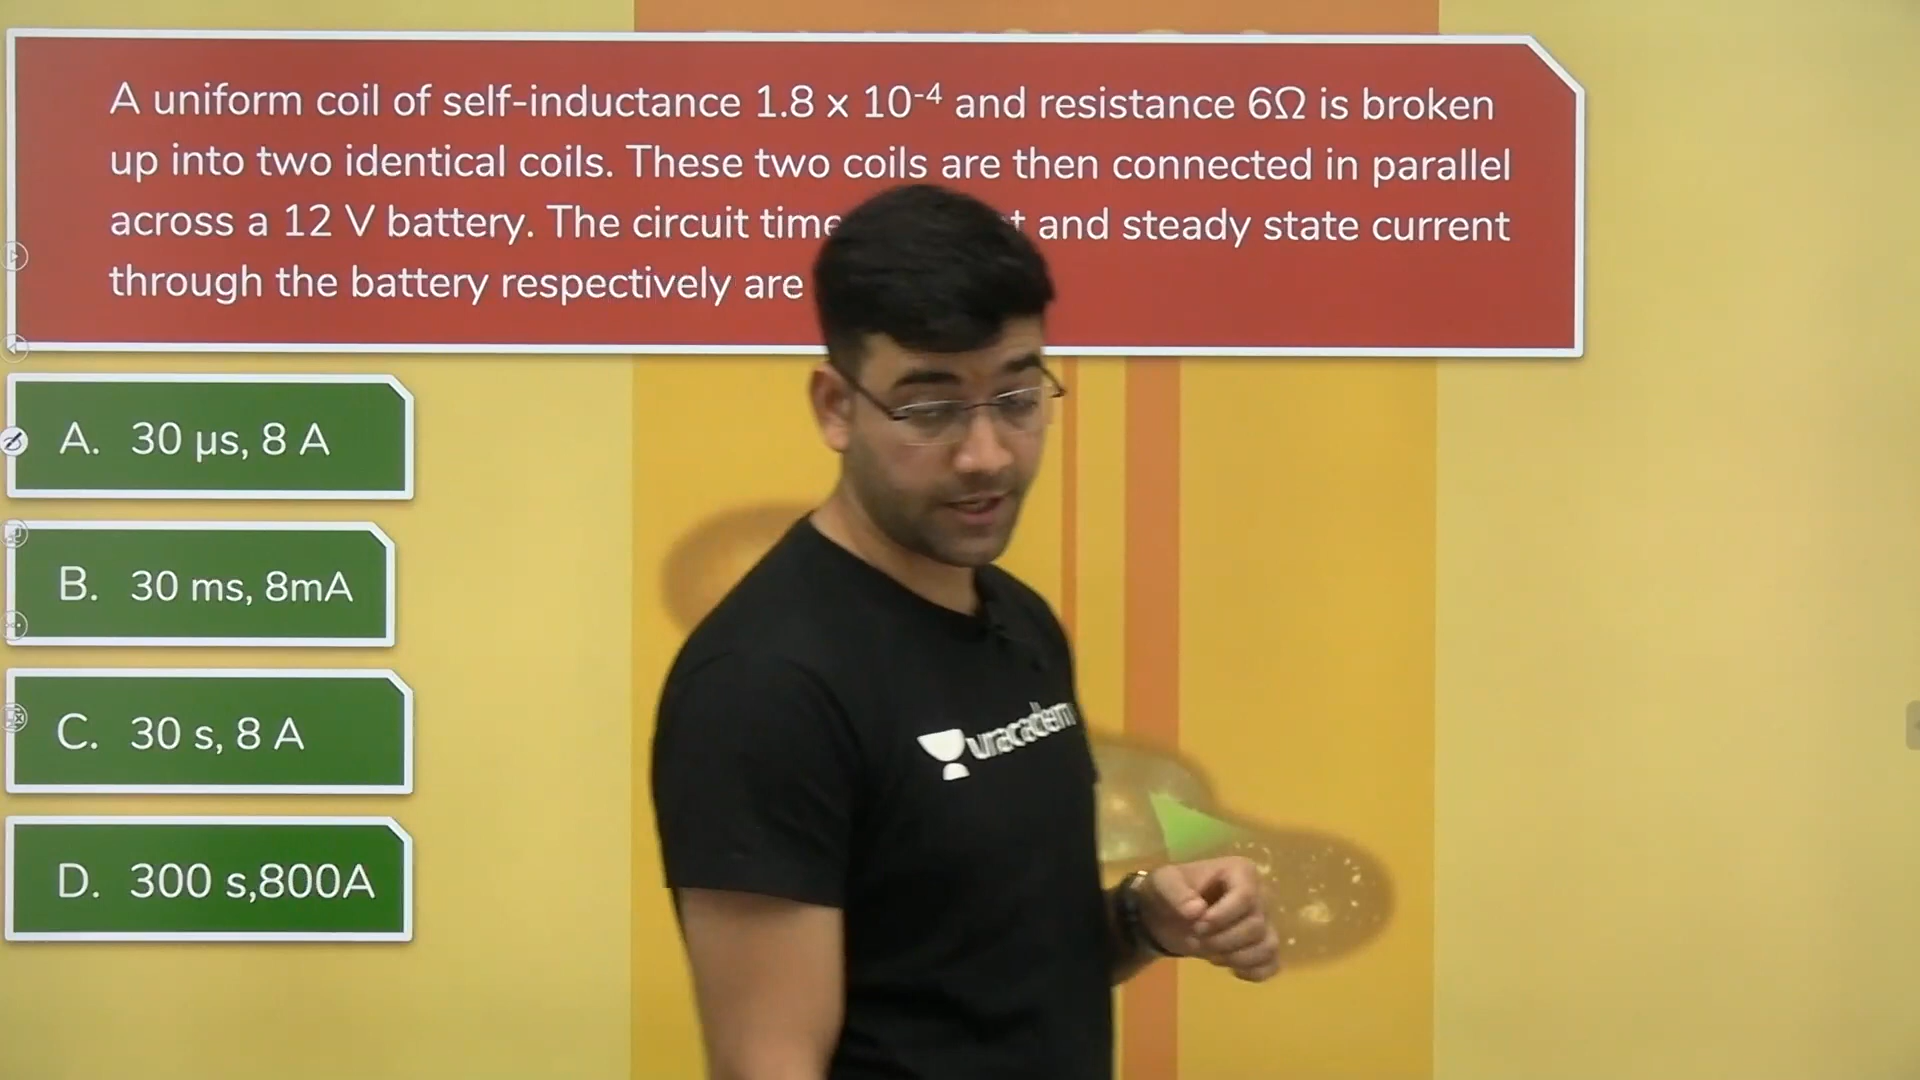 A uniform coil of self-inductance 1.8 x 10⁻⁴ and resistance 6Ω is broken
up into two identical coils. These two coils are then connected in parallel
across a 12 V battery. The circuit time and steady state current
through the battery respectively are
A. 30 µs, 8 A
B. 30 ms, 8mA
C. 30 s, 8 A
D. 300 s,800A